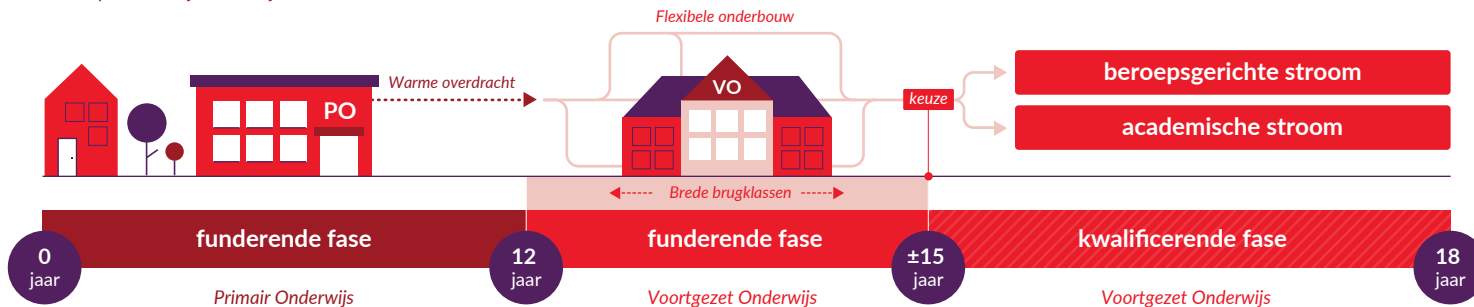 Flexibele onderbouw
Warme overdracht
PO
VO
keuze
beroepsgerichte stroom
academische stroom
Brede brugklassen
funderende fase
funderende fase
kwalificerende fase
0
jaar
12
jaar
±15
jaar
18
jaar
Primair Onderwijs
Voortgezet Onderwijs
Voortgezet Onderwijs